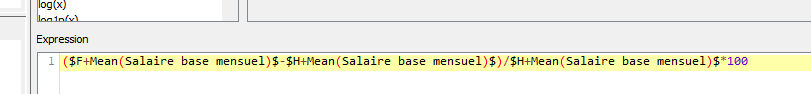 log(x)
log1p(x)
Expression
1 ($F+Mean(Salaire base mensuel)$-$H+Mean(Salaire base mensuel)$)/$H+Mean(Salaire base mensuel)$*100